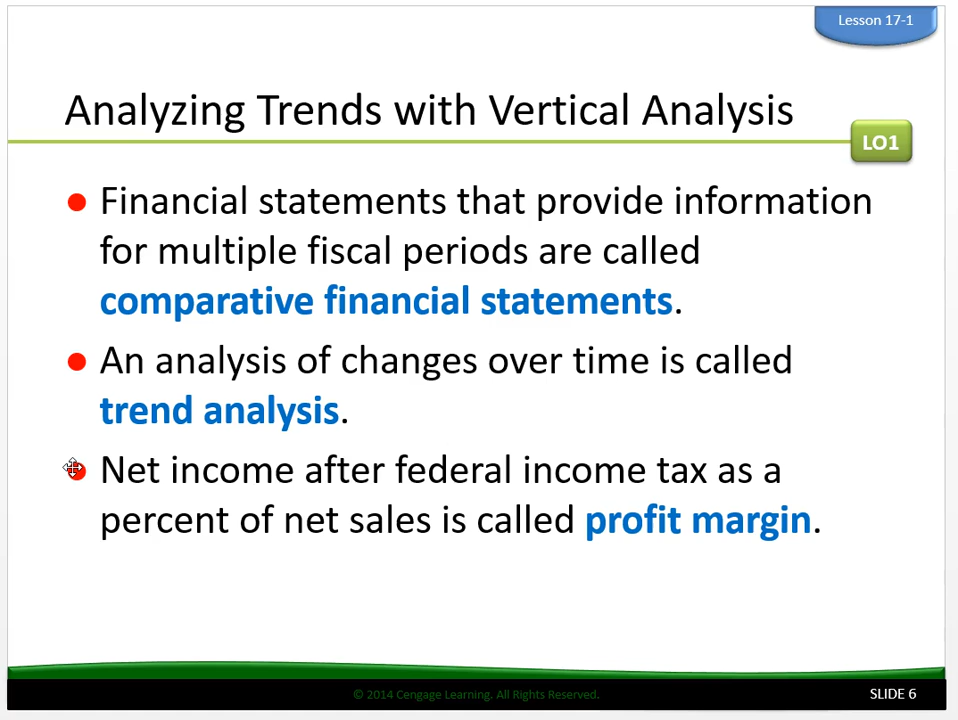 Lesson 17-1
Analyzing Trends with Vertical Analysis
LO1
● Financial statements that provide information
for multiple fiscal periods are called
comparative financial statements.
● An analysis of changes over time is called
trend analysis.
● Net income after federal income tax as a
percent of net sales is called profit margin.
© 2014 Cengage Learning. All Rights Reserved.
SLIDE 6